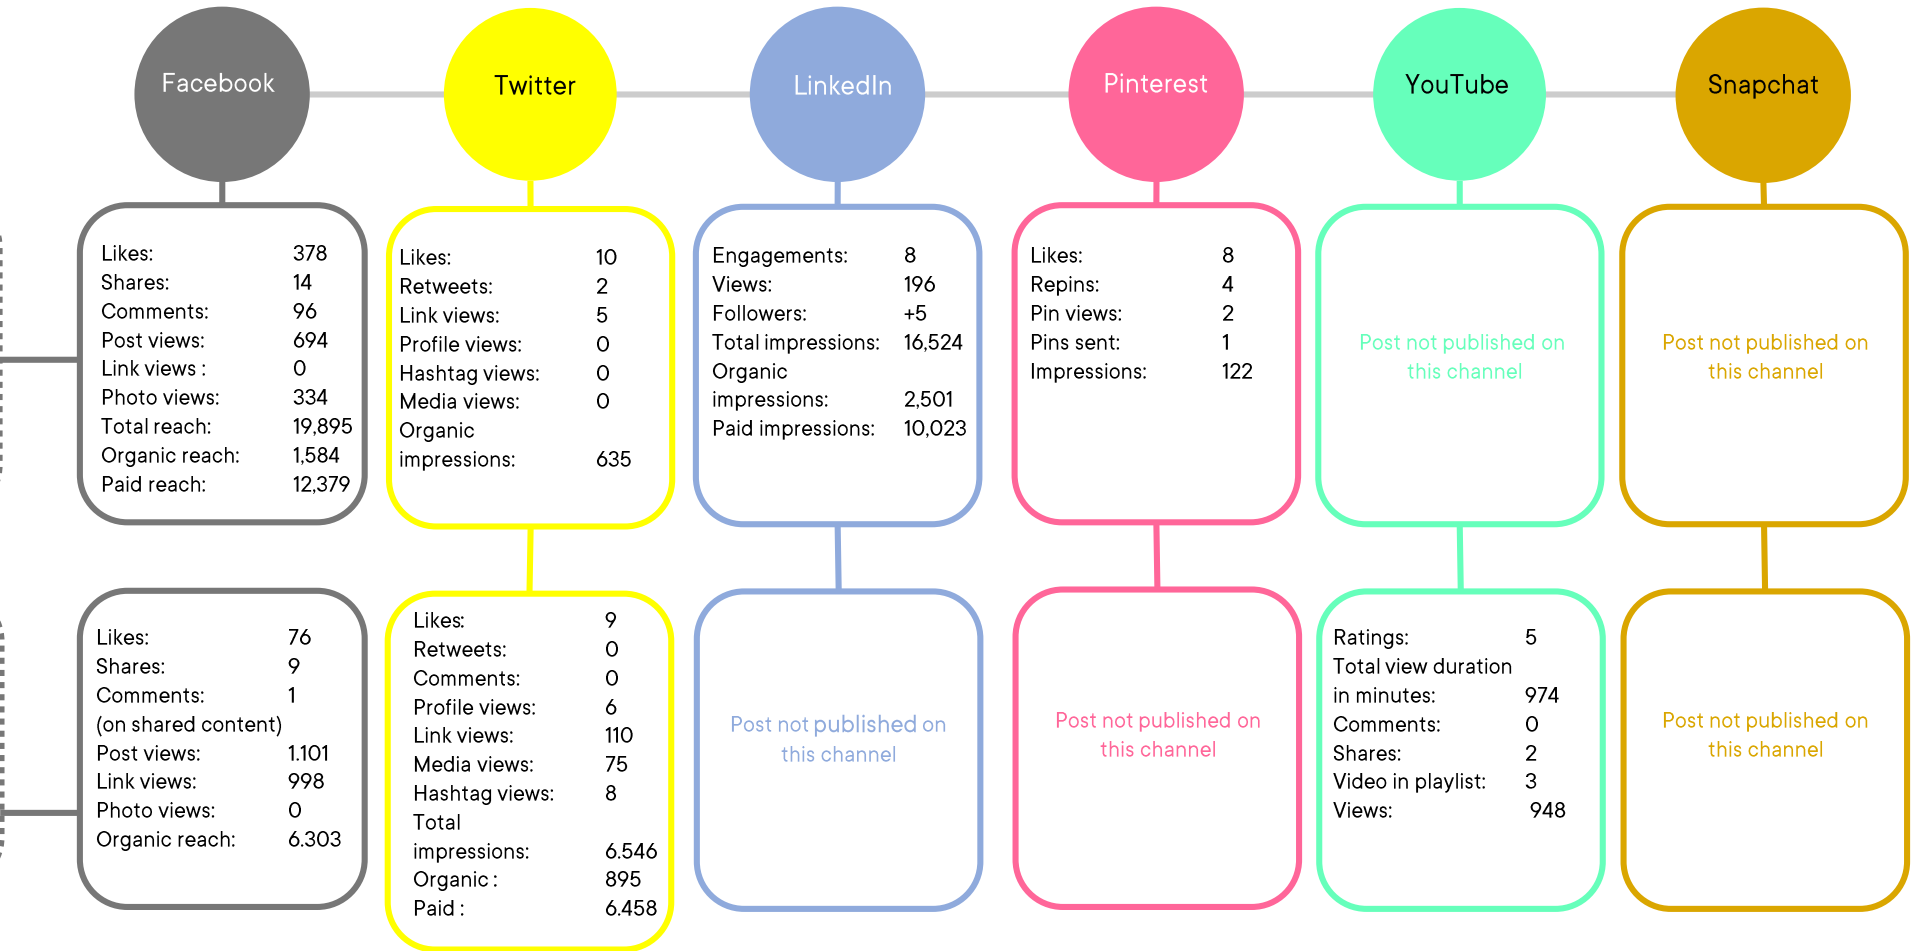 Facebook
Twitter
LinkedIn
Pinterest
YouTube
Snapchat
Likes: 378
Shares: 14
Comments: 96
Post views: 694
Link views : 0
Photo views: 334
Total reach: 19,895
Organic reach: 1,584
Paid reach: 12,379
Likes: 10
Retweets: 2
Link views: 5
Profile views: 0
Hashtag views: 0
Media views: 0
Organic
impressions: 635
Engagements: 8
Views: 196
Followers: +5
Total impressions: 16,524
Organic
impressions: 2,501
Paid impressions: 10,023
Likes: 8
Repins: 4
Pin views: 2
Pins sent: 1
Impressions: 122
Post not published on
this channel
Post not published on
this channel
Likes: 76
Shares: 9
Comments: 1
(on shared content)
Post views: 1.101
Link views: 998
Photo views: 0
Organic reach: 6.303
Likes: 9
Retweets: 0
Comments: 0
Profile views: 6
Link views: 110
Media views: 75
Hashtag views: 8
Total
impressions: 6.546
Organic : 895
Paid : 6.458
Post not published on
this channel
Post not published on
this channel
Ratings: 5
Total view duration
in minutes: 974
Comments: 0
Shares: 2
Video in playlist: 3
Views: 948
Post not published on
this channel